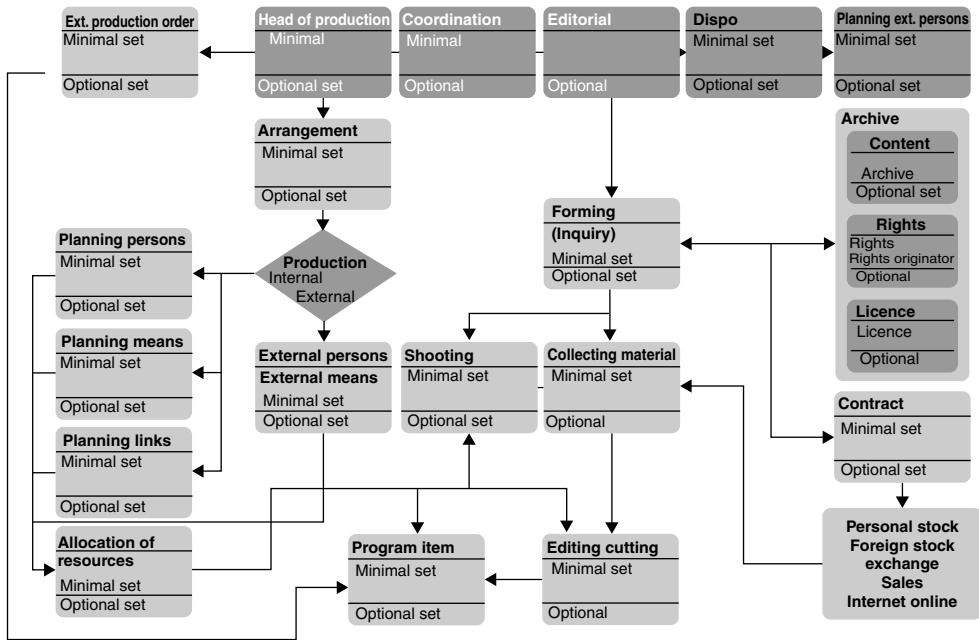 Ext. production order
Minimal set
Optional set
Head of production
Minimal
Optional set
Coordination
Minimal
Optional
Editorial
Optional
Dispo
Minimal set
Optional set
Planning ext. persons
Minimal set
Optional set
Arrangement
Minimal set
Optional set
Archive
Content
Archive
Optional set
Rights
Rights
Rights originator
Optional
Licence
Licence
Optional
Forming
(Inquiry)
Minimal set
Optional set
Planning persons
Minimal set
Optional set
Production
Internal
External
Planning means
Minimal set
Optional set
External persons
External means
Minimal set
Optional set
Shooting
Minimal set
Optional set
Collecting material
Minimal set
Optional
Contract
Minimal set
Optional set
Planning links
Minimal set
Optional set
Allocation of
resources
Minimal set
Optional set
Program item
Minimal set
Optional set
Editing cutting
Minimal set
Optional
Personal stock
Foreign stock
exchange
Sales
Internet online